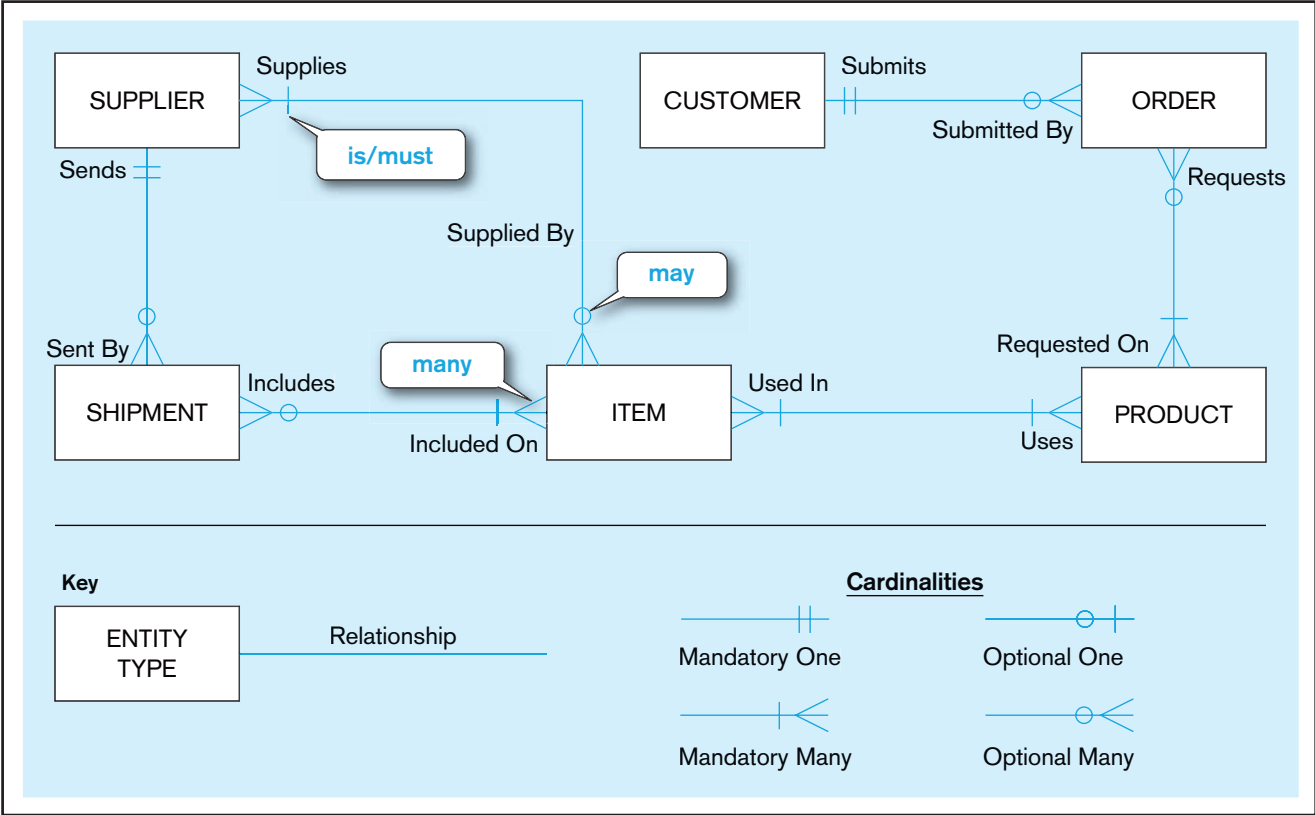 Supplies
Submits
SUPPLIER
CUSTOMER
ORDER
Submitted By
is/must
Sends
Requests
Supplied By
may
Sent By
Requested On
many
Includes
Used In
SHIPMENT
ITEM
PRODUCT
Included On
Uses
Key
Cardinalities
ENTITY
TYPE
Relationship
Mandatory One
Optional One
Mandatory Many
Optional Many